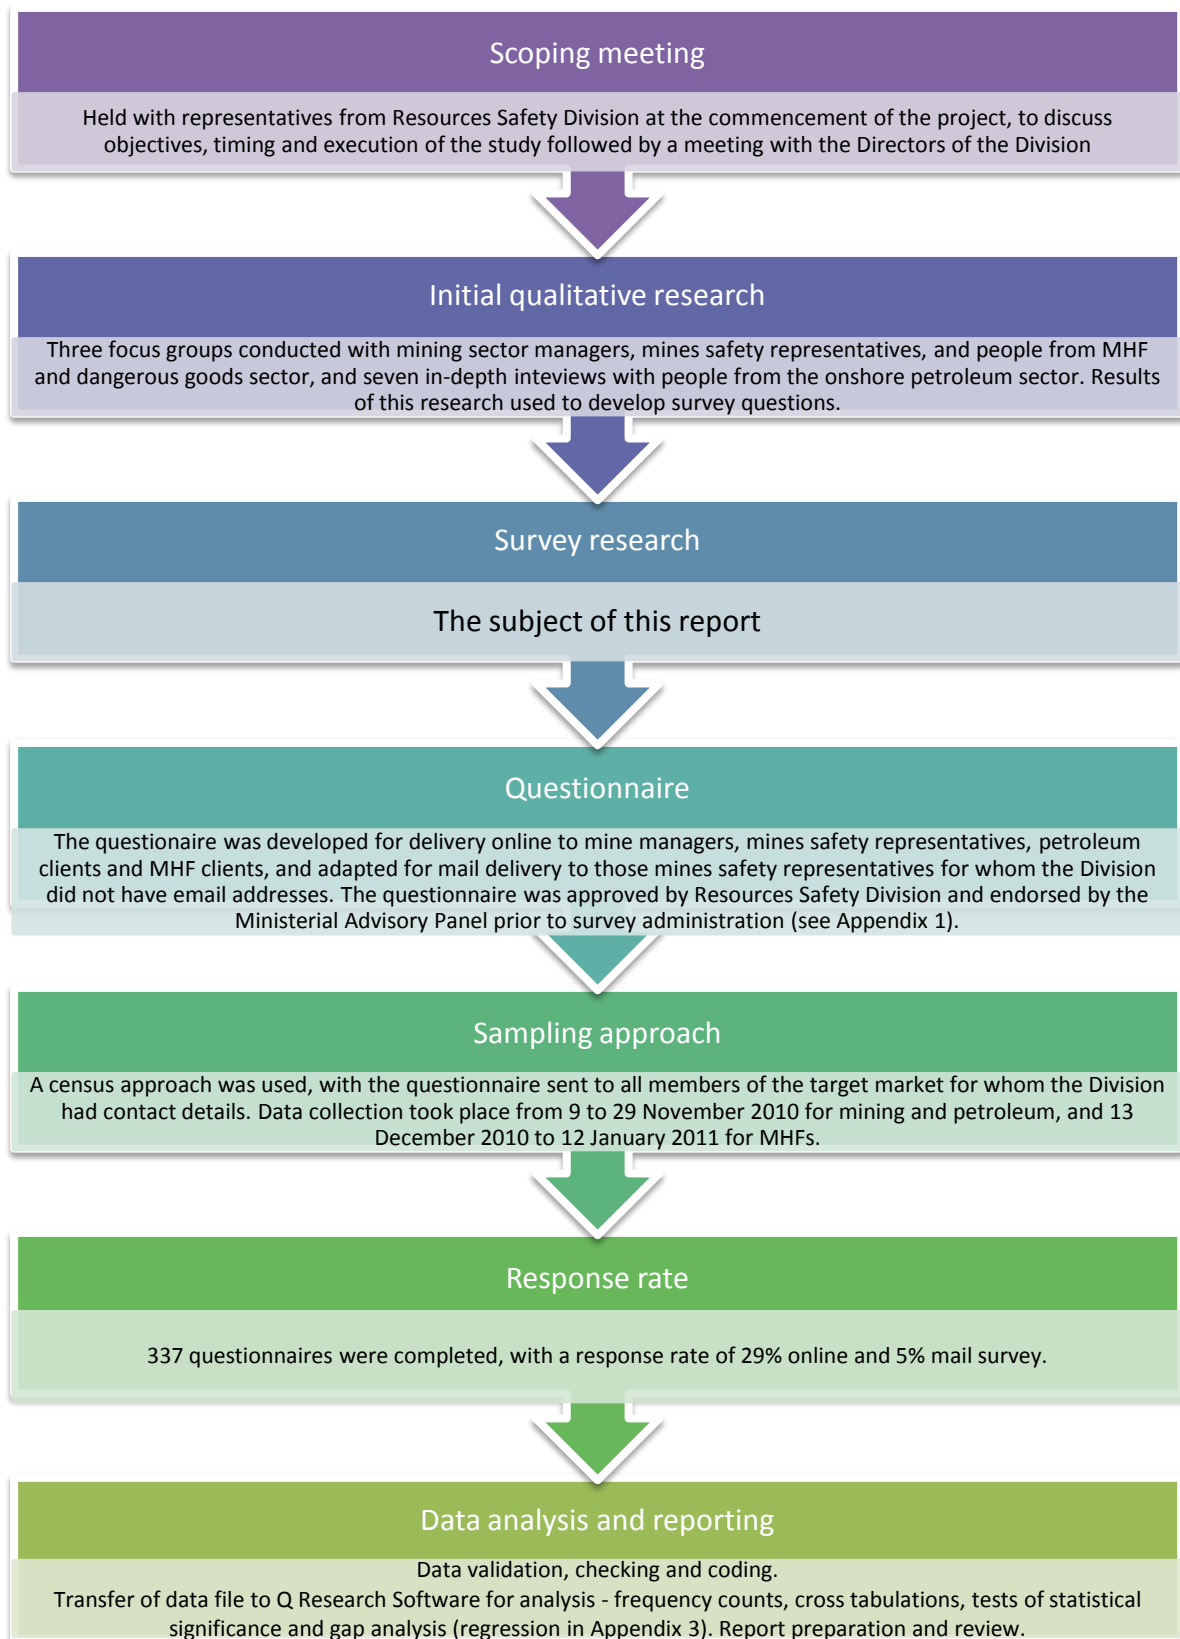 Scoping meeting
Held with representatives from Resources Safety Division at the commencement of the project, to discuss
objectives, timing and execution of the study followed by a meeting with the Directors of the Division
Initial qualitative research
Three focus groups conducted with mining sector managers, mines safety representatives, and people from MHF
and dangerous goods sector, and seven in-depth inteviews with people from the onshore petroleum sector. Results
of this research used to develop survey questions.
Survey research
The subject of this report
Questionnaire
The questionaire was developed for delivery online to mine managers, mines safety representatives, petroleum
clients and MHF clients, and adapted for mail delivery to those mines safety representatives for whom the Division
did not have email addresses. The questionnaire was approved by Resources Safety Division and endorsed by the
Ministerial Advisory Panel prior to survey administration (see Appendix 1).
Sampling approach
A census approach was used, with the questionnaire sent to all members of the target market for whom the Division
had contact details. Data collection took place from 9 to 29 November 2010 for mining and petroleum, and 13
December 2010 to 12 January 2011 for MHFs.
Response rate
337 questionnaires were completed, with a response rate of 29% online and 5% mail survey.
Data analysis and reporting
Data validation, checking and coding.
Transfer of data file to Q Research Software for analysis - frequency counts, cross tabulations, tests of statistical
significance and gap analysis (regression in Appendix 3). Report preparation and review.